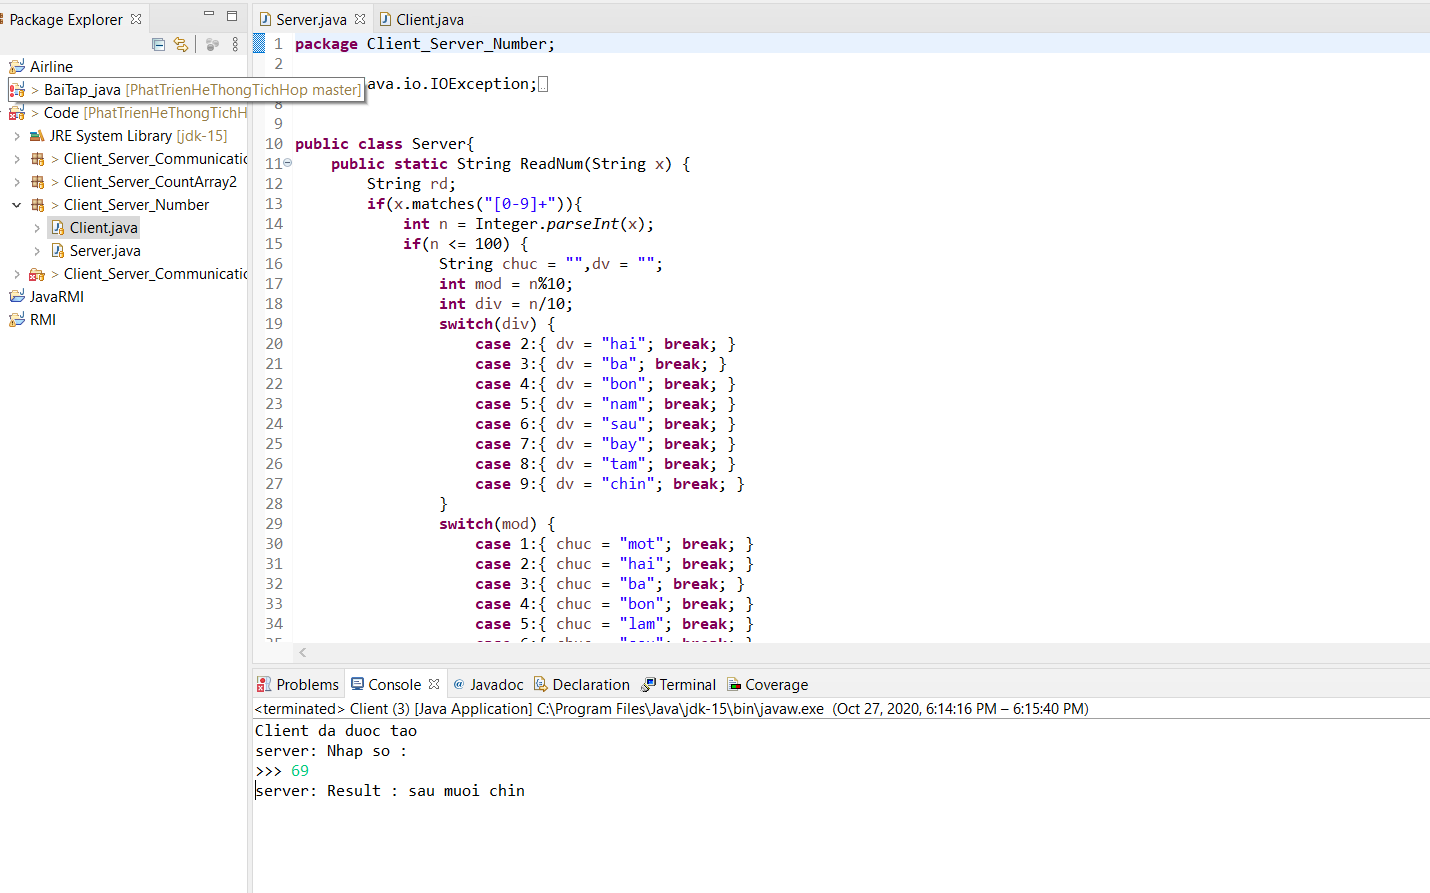 Package Explorer
Airline
> BaiTap_java [PhatTrienHeThongTichHop master]
> Code [PhatTrienHeThongTichH
JRE System Library [jdk-15]
> Client_Server_Communicatic
> Client_Server_CountArray2
> Client_Server_Number
Client.java
Server.java
> Client_Server_Communicatic
JavaRMI
RMI
Server.java
Client.java
1 package Client_Server_Number;
2
ava.io.IOException;
8
9
10 public class Server{
11 public static String ReadNum(String x) {
12 String rd;
13 if(x.matches("[0-9]+")){
14 int n = Integer.parseInt(x);
15 if(n <= 100) {
16 String chuc = "",dv = "";
17 int mod = n%10;
18 int div = n/10;
19 switch(div) {
20 case 2:{ dv = "hai"; break; }
21 case 3:{ dv = "ba"; break; }
22 case 4:{ dv = "bon"; break; }
23 case 5:{ dv = "nam"; break; }
24 case 6:{ dv = "sau"; break; }
25 case 7:{ dv = "bay"; break; }
26 case 8:{ dv = "tam"; break; }
27 case 9:{ dv = "chin"; break; }
28 }
29 switch(mod) {
30 case 1:{ chuc = "mot"; break; }
31 case 2:{ chuc = "hai"; break; }
32 case 3:{ chuc = "ba"; break; }
33 case 4:{ chuc = "bon"; break; }
34 case 5:{ chuc = "lam"; break; }
Problems
Console
@ Javadoc
Declaration
Terminal
Coverage
<terminated> Client (3) [Java Application] C:\Program Files\Java\jdk-15\bin\javaw.exe (Oct 27, 2020, 6:14:16 PM – 6:15:40 PM)
Client da duoc tao
server: Nhap so :
>>> 69
server: Result : sau muoi chin